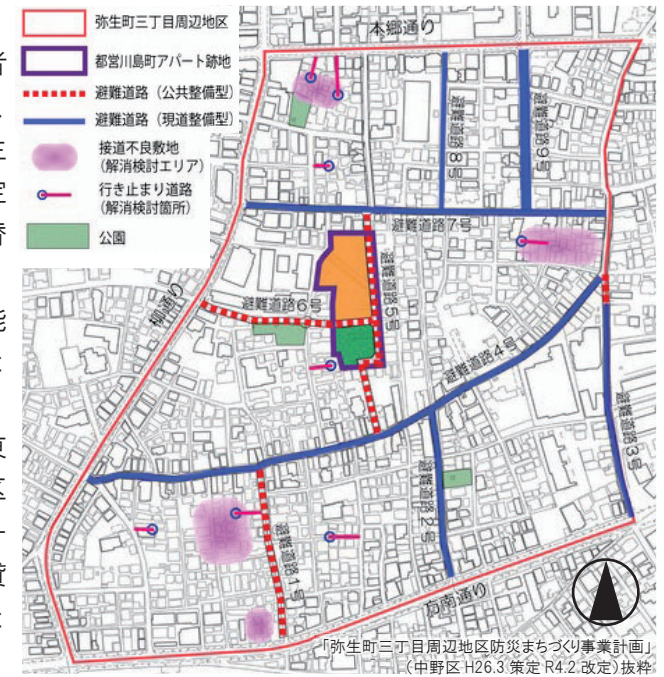 弥生町三丁目周辺地区
都営川島町アパート跡地
避難道路（公共整備型）
避難道路（現道整備型）
接道不良敷地
（解消検討エリア）
行き止まり道路
（解消検討箇所）
公園
本郷通り
避難道路8号
避難道路9号
避難道路7号
柳通り
避難道路6号
避難道路5号
避難道路4号
避難道路3号
避難道路2号
避難道路1号
方南通り
「弥生町三丁目周辺地区防災まちづくり事業計画」
（中野区 H26.3 策定 R4.2 改定）抜粋